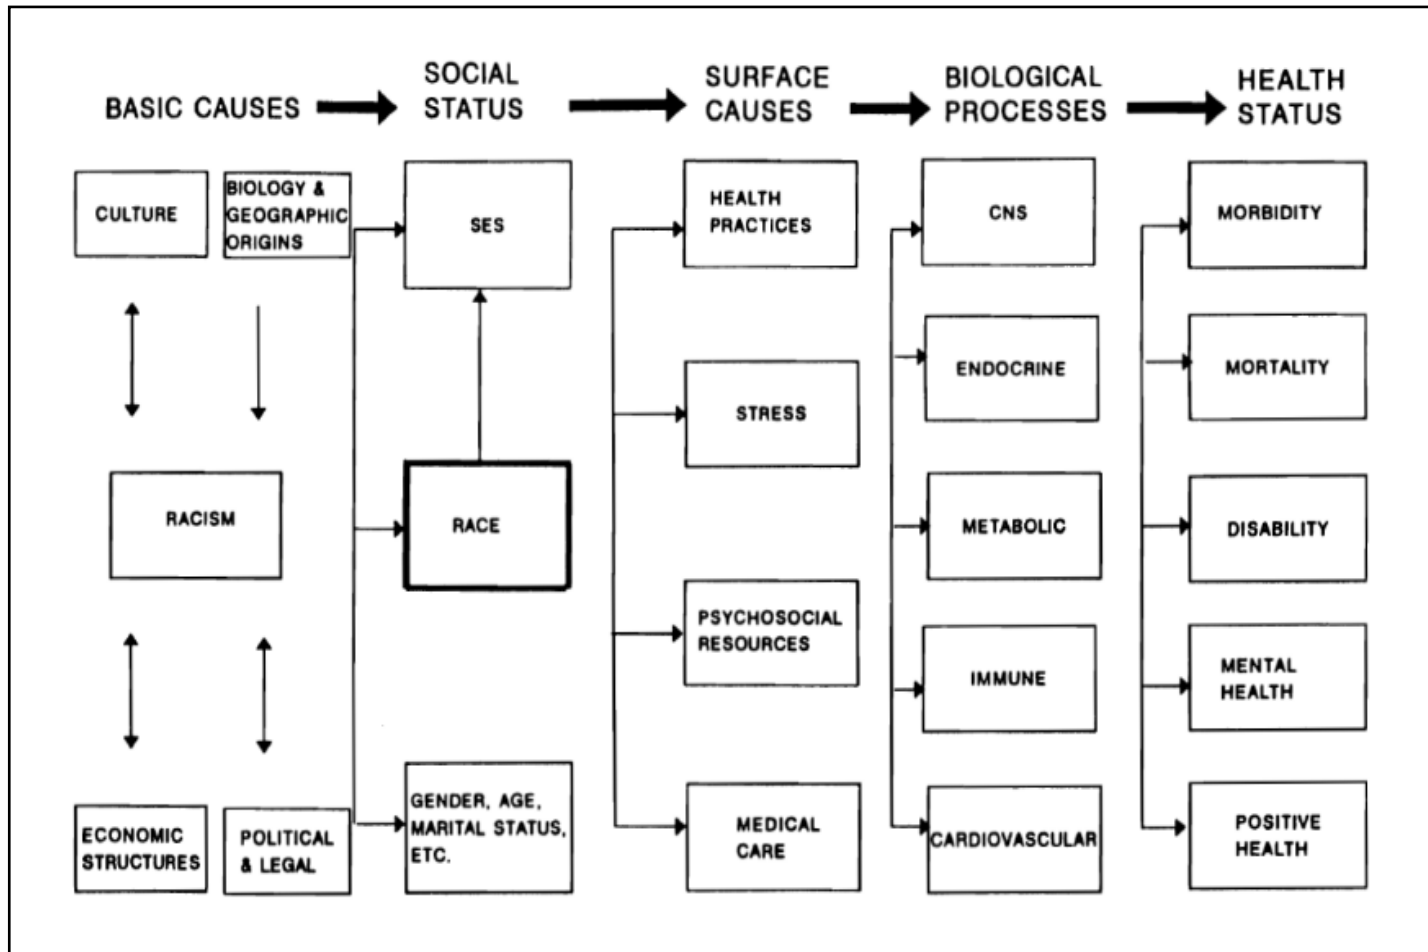 BASIC CAUSES
SOCIAL
STATUS
SURFACE
CAUSES
BIOLOGICAL
PROCESSES
HEALTH
STATUS
CULTURE
BIOLOGY &
GEOGRAPHIC
ORIGINS
RACISM
ECONOMIC
STRUCTURES
POLITICAL
& LEGAL
SES
RACE
GENDER, AGE,
MARITAL STATUS,
ETC.
HEALTH
PRACTICES
STRESS
PSYCHOSOCIAL
RESOURCES
MEDICAL
CARE
CNS
ENDOCRINE
METABOLIC
IMMUNE
CARDIOVASCULAR
MORBIDITY
MORTALITY
DISABILITY
MENTAL
HEALTH
POSITIVE
HEALTH